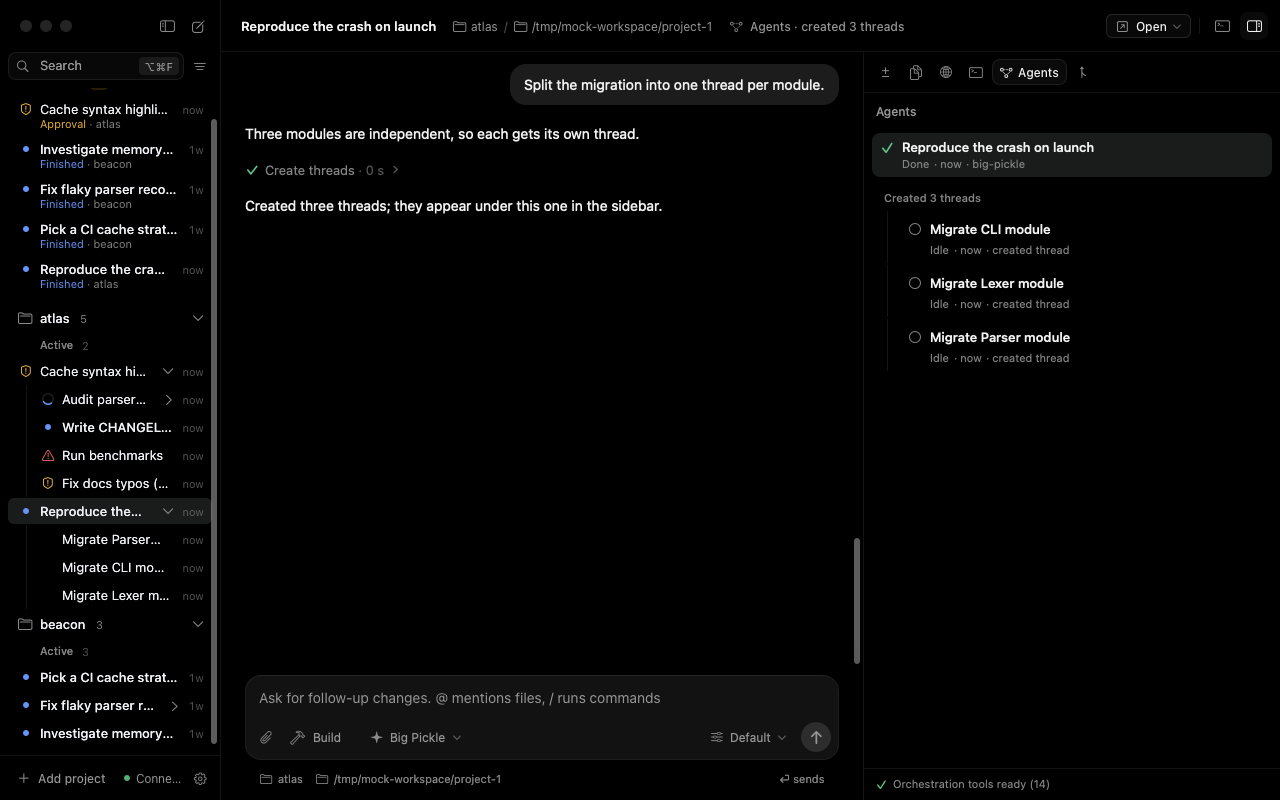 Search
⌥⌘F
Cache syntax highli...
now
Approval · atlas
Investigate memory...
1w
Finished · beacon
Fix flaky parser reco...
1w
Finished · beacon
Pick a CI cache strat...
1w
Finished · beacon
Reproduce the cra...
now
Finished · atlas
atlas 5
Active 2
Cache syntax hi...
now
Audit parser...
now
Write CHANGEL...
now
Run benchmarks
now
Fix docs typos (...
now
Reproduce the...
now
Migrate Parser...
now
Migrate CLI mo...
now
Migrate Lexer m...
now
beacon 3
Active 3
Pick a CI cache strat...
1w
Fix flaky parser r...
1w
Investigate memory...
1w
Add project
Conne...
Reproduce the crash on launch
atlas / /tmp/mock-workspace/project-1
Agents · created 3 threads
Open
Split the migration into one thread per module.
Three modules are independent, so each gets its own thread.
Create threads · 0 s
Created three threads; they appear under this one in the sidebar.
Ask for follow-up changes. @ mentions files, / runs commands
Build
Big Pickle
Default
atlas
/tmp/mock-workspace/project-1
⏎ sends
Agents
Agents
Reproduce the crash on launch
Done · now · big-pickle
Created 3 threads
Migrate CLI module
Idle · now · created thread
Migrate Lexer module
Idle · now · created thread
Migrate Parser module
Idle · now · created thread
Orchestration tools ready (14)